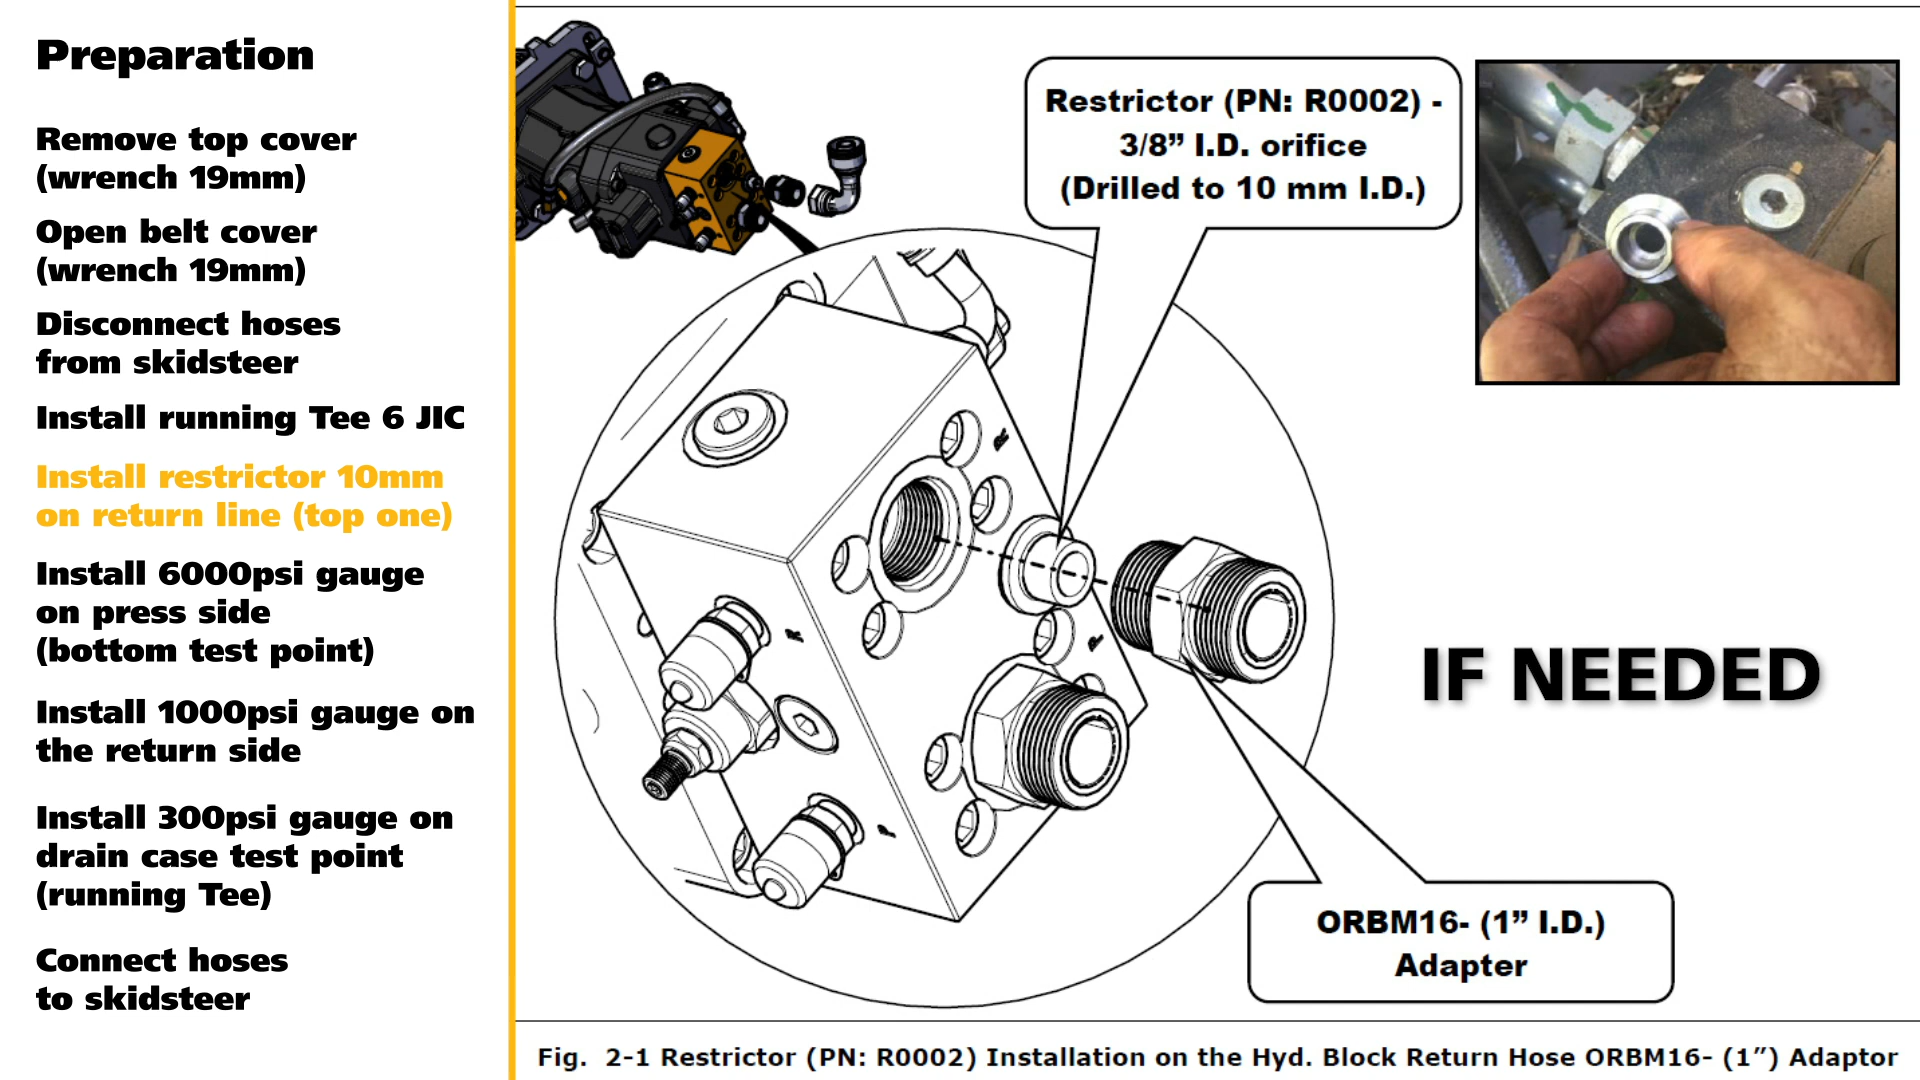 Preparation
Remove top cover
(wrench 19mm)
Open belt cover
(wrench 19mm)
Disconnect hoses
from skidsteer
Install running Tee 6 JIC
Install restrictor 10mm
on return line (top one)
Install 6000psi gauge
on press side
(bottom test point)
Install 1000psi gauge on
the return side
Install 300psi gauge on
drain case test point
(running Tee)
Connect hoses
to skidsteer
Restrictor (PN: R0002) -
3/8” I.D. orifice
(Drilled to 10 mm I.D.)
IF NEEDED
ORBM16- (1” I.D.)
Adapter
Fig. 2-1 Restrictor (PN: R0002) Installation on the Hyd. Block Return Hose ORBM16- (1”) Adaptor